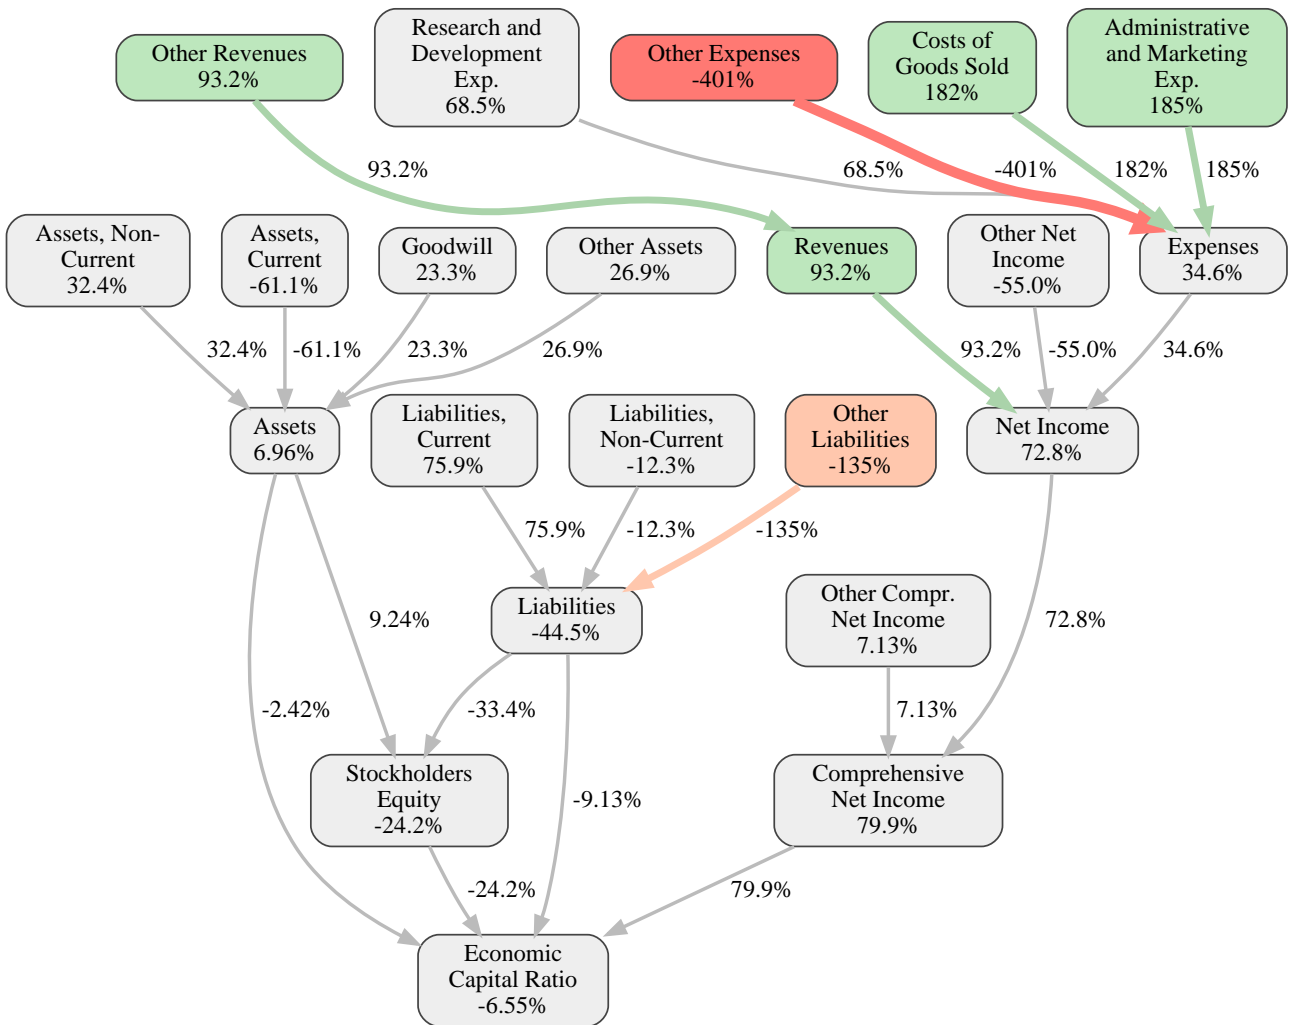 Other Revenues
93.2%
Research and
Development
Exp.
68.5%
Other Expenses
-401%
Costs of
Goods Sold
182%
Administrative
and Marketing
Exp.
185%
93.2%
68.5%
-401%
182%
185%
Assets, Non-
Current
32.4%
Assets,
Current
-61.1%
Goodwill
23.3%
Other Assets
26.9%
Revenues
93.2%
Other Net
Income
-55.0%
Expenses
34.6%
32.4%
-61.1%
23.3%
26.9%
93.2%
-55.0%
34.6%
Assets
6.96%
Liabilities,
Current
75.9%
Liabilities,
Non-Current
-12.3%
Other
Liabilities
-135%
Net Income
72.8%
75.9%
-12.3%
-135%
Liabilities
-44.5%
Other Compr.
Net Income
7.13%
9.24%
72.8%
-2.42%
-33.4%
7.13%
Stockholders
Equity
-24.2%
-9.13%
Comprehensive
Net Income
79.9%
-24.2%
79.9%
Economic
Capital Ratio
-6.55%